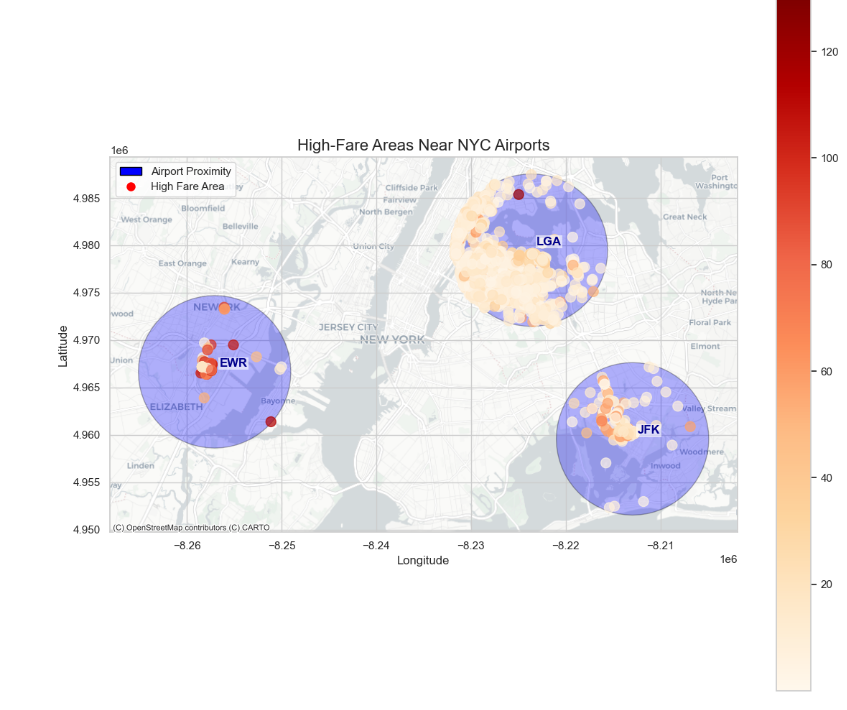 120
100
80
60
40
20
High-Fare Areas Near NYC Airports
1e6
Airport Proximity
High Fare Area
Cliffside Park
Fairview
North Bergen
Port
Great Neck
Bloomfield
West Orange
Belleville
Union City
East Orange
Kearny
LGA
North Ne
Hyde Par
NEWARK
JERSEY CITY
NEW YORK
Floral Park
Elmont
Union
EWR
Bayonne
ELIZABETH
Valley Stream
JFK
Woodmere
Inwood
Linden
4.985
4.980
4.975
4.970
4.965
4.960
4.955
4.950
Latitude
(C) OpenStreetMap contributors (C) CARTO
−8.26
−8.25
−8.24
−8.23
−8.22
−8.21
1e6
Longitude